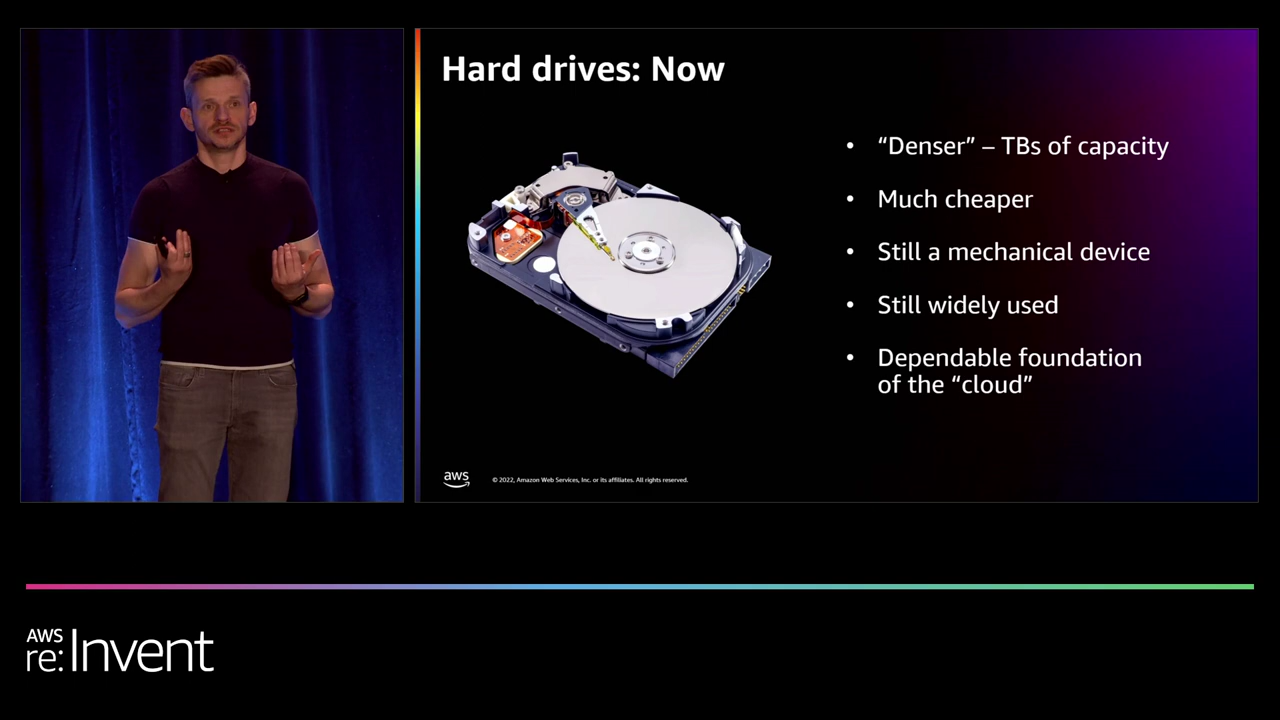 Hard drives: Now
• “Denser” – TBs of capacity
• Much cheaper
• Still a mechanical device
• Still widely used
• Dependable foundation
of the “cloud”
aws
© 2022, Amazon Web Services, Inc. or its affiliates. All rights reserved.
AWS
re:Invent